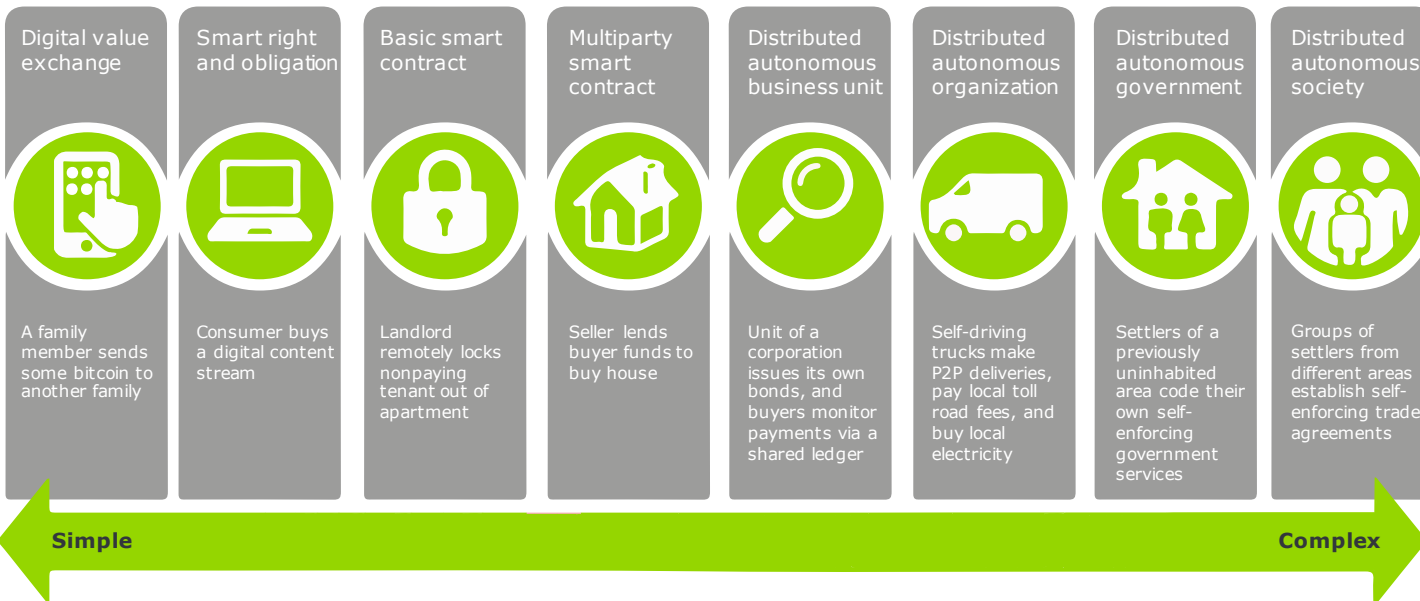 Digital value
exchange
Smart right
and obligation
Basic smart
contract
Multiparty
smart
contract
Distributed
autonomous
business unit
Distributed
autonomous
organization
Distributed
autonomous
government
Distributed
autonomous
society
A family
member sends
some bitcoin to
another family
Consumer buys
a digital content
stream
Landlord
remotely locks
nonpaying
tenant out of
apartment
Seller lends
buyer funds to
buy house
Unit of a
corporation
issues its own
bonds, and
buyers monitor
payments via a
shared ledger
Self-driving
trucks make
P2P deliveries,
pay local toll
road fees, and
buy local
electricity
Settlers of a
previously
uninhabited
area code their
own self-
enforcing
government
services
Groups of
settlers from
different areas
establish self-
enforcing trade
agreements
Simple
Complex